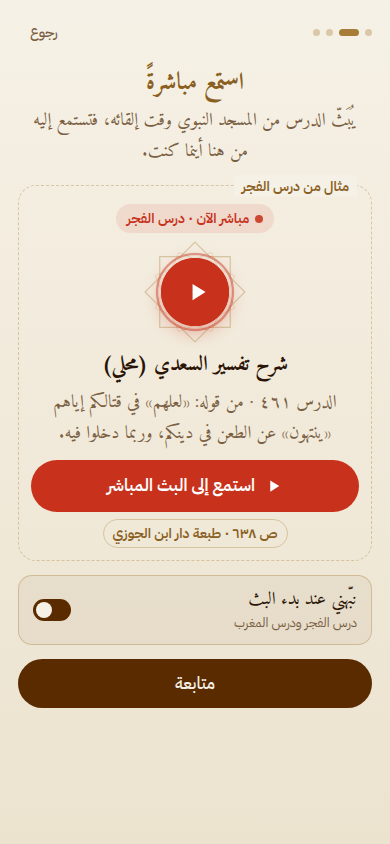 رجوع
استمع مباشرةً
يُبَثّ الدرس من المسجد النبوي وقت إلقائه، فتستمع إليه
من هنا أينما كنت.
مثال من درس الفجر
مباشر الآن · درس الفجر
شرح تفسير السعدي (محلي)
الدرس ٤٦١ · من قوله: «لعلهم» في قتالكم إياهم
«ينتهون» عن الطعن في دينكم، وربما دخلوا فيه.
استمع إلى البث المباشر
ص ٦٣٨ · طبعة دار ابن الجوزي
نبّهني عند بدء البث
درس الفجر ودرس المغرب
متابعة